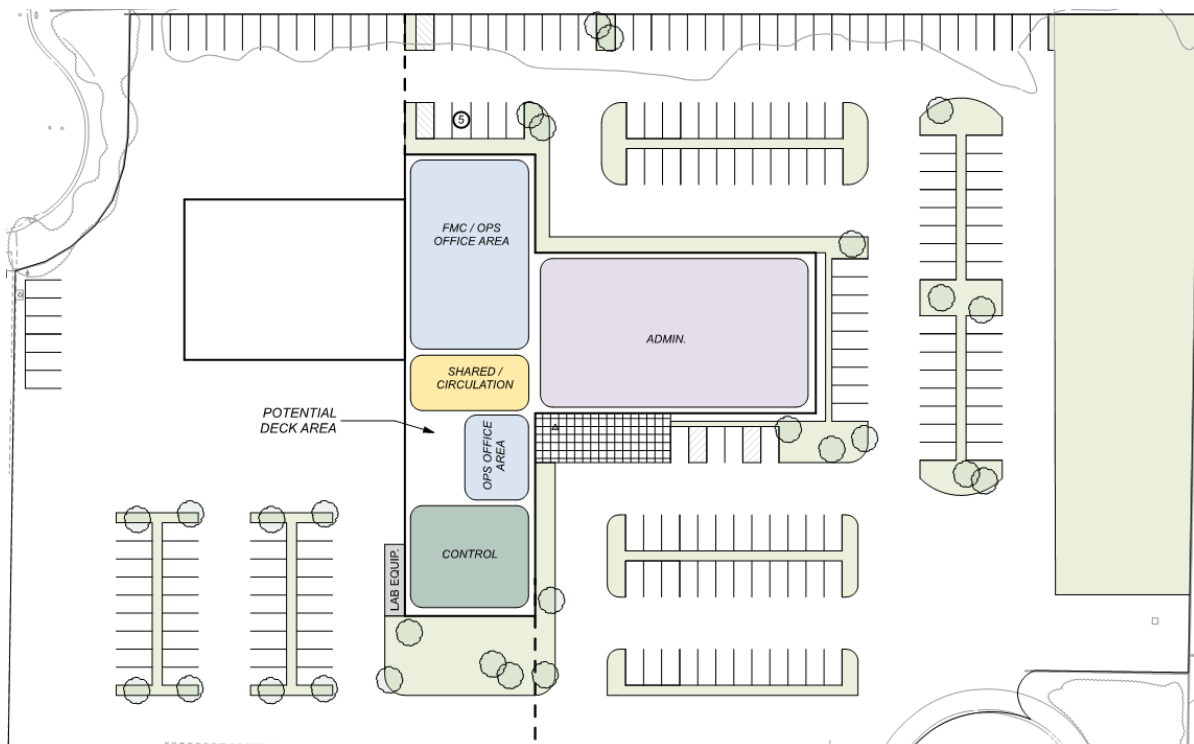 5
FMC / OPS
OFFICE AREA
ADMIN.
SHARED /
CIRCULATION
POTENTIAL
DECK AREA
OPS OFFICE
AREA
CONTROL
LAB EQUIP.